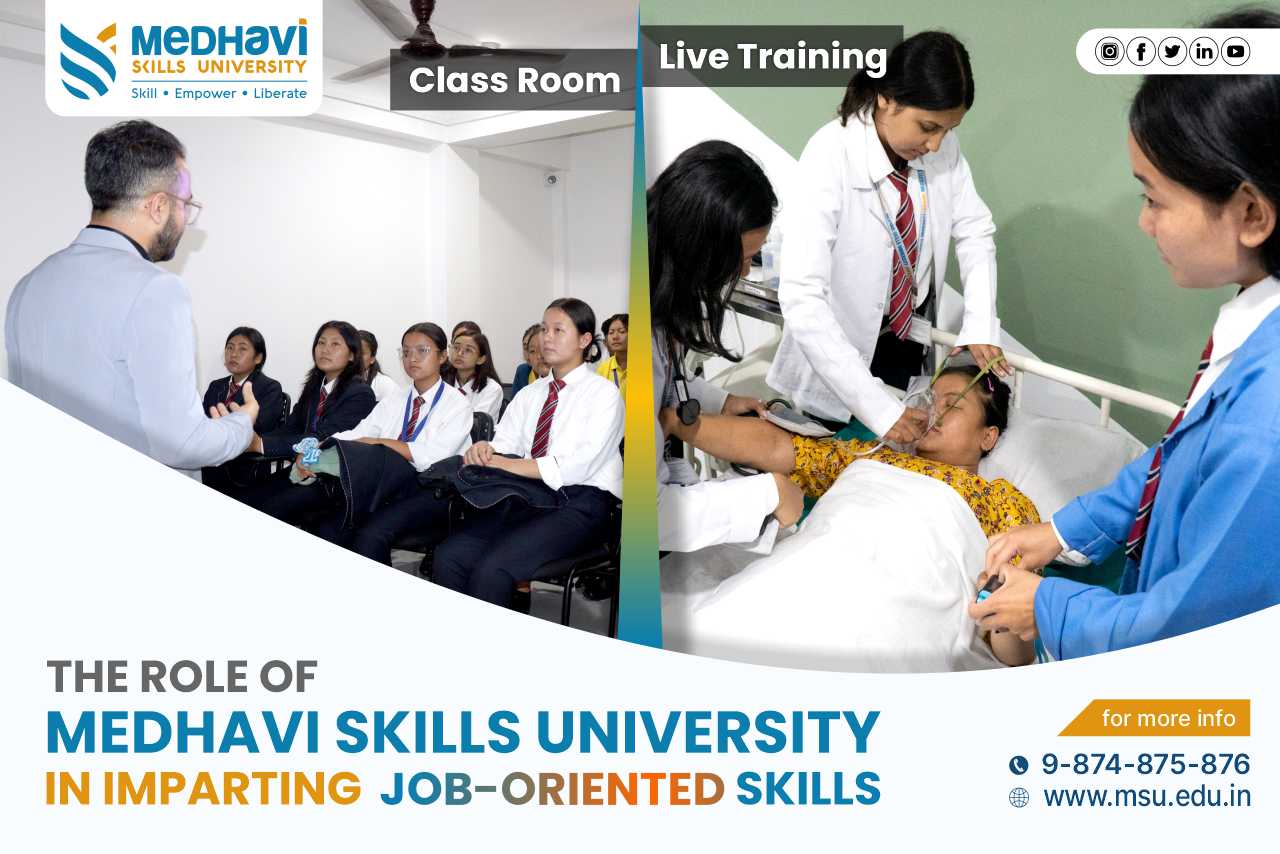 MEDHAVI
SKILLS UNIVERSITY
Skill • Empower • Liberate
Class Room
Live Training
THE ROLE OF
MEDHAVI SKILLS UNIVERSITY
IN IMPARTING JOB-ORIENTED SKILLS
for more info
9-874-875-876
www.msu.edu.in